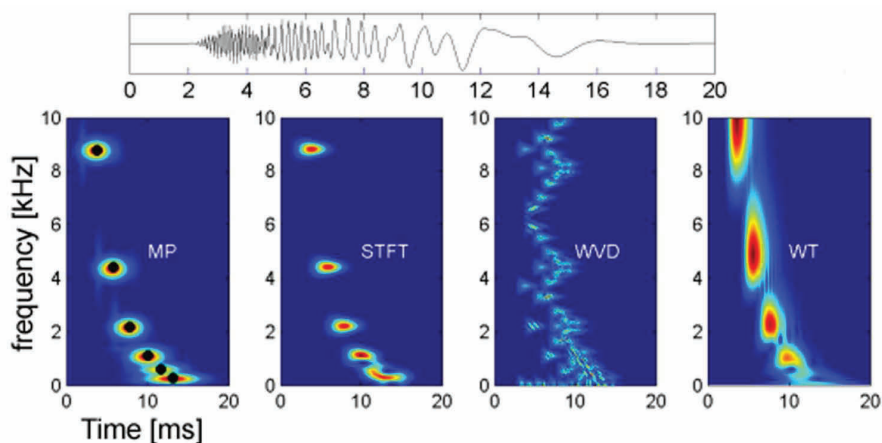 0 2 4 6 8 10 12 14 16 18 20
10 10 10 10
8 8 8 8
frequency [kHz]
6 6 6 6
MP STFT WVD WT
4 4 4 4
2 2 2 2
0 0 0 0
0 10 20 0 10 20 0 10 20 0 10 20
Time [ms]